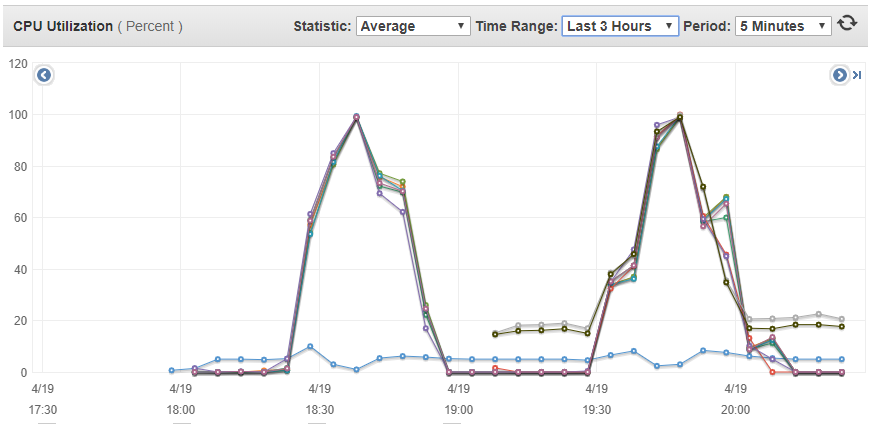 CPU Utilization ( Percent ) Statistic: Average Time Range: Last 3 Hours Period: 5 Minutes
120
100
80
60
40
20
0
4/19 4/19 4/19 4/19 4/19 4/19
17:30 18:00 18:30 19:00 19:30 20:00